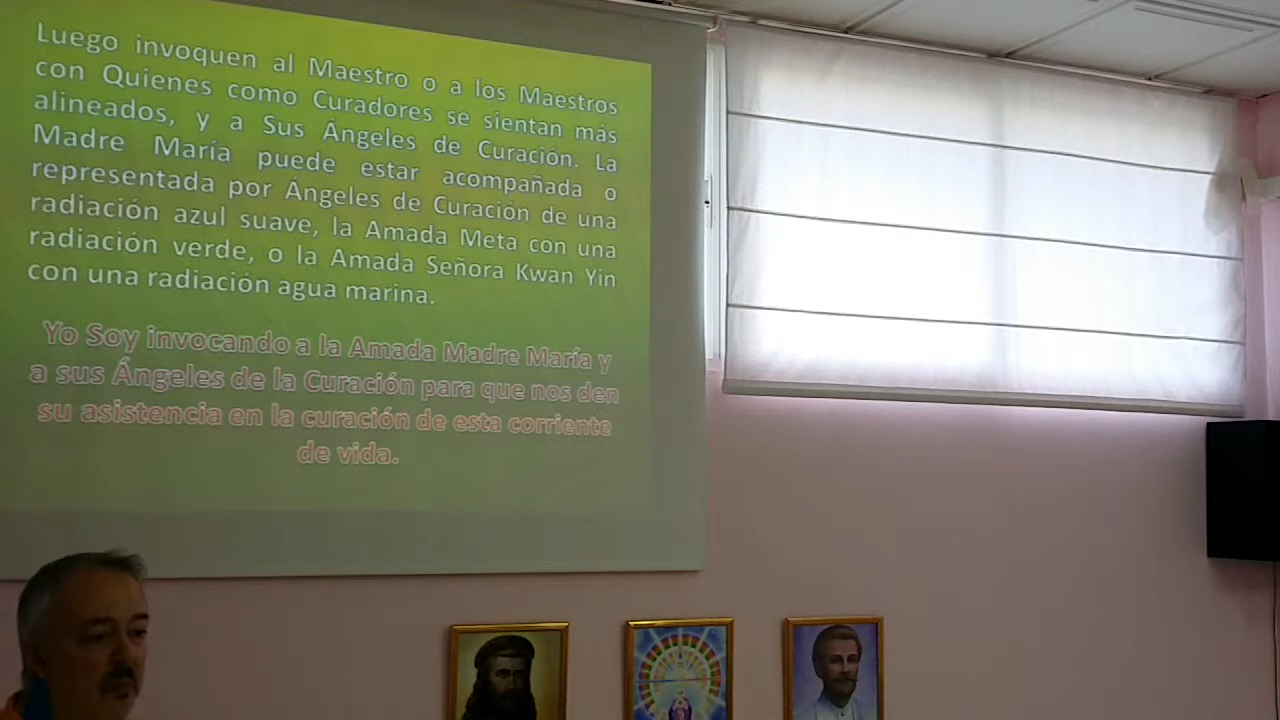 Luego invoquen al Maestro o a los Maestros
con Quienes como Curadores se sientan más
alineados, y a Sus Ángeles de Curación. La
Madre María puede estar acompañada o
representada por Ángeles de Curación de una
radiación azul suave, la Amada Meta con una
radiación verde, o la Amada Señora Kwan Yin
con una radiación agua marina.
Yo Soy invocando a la Amada Madre María y
a sus Ángeles de la Curación para que nos den
su asistencia en la curación de esta corriente
de vida.